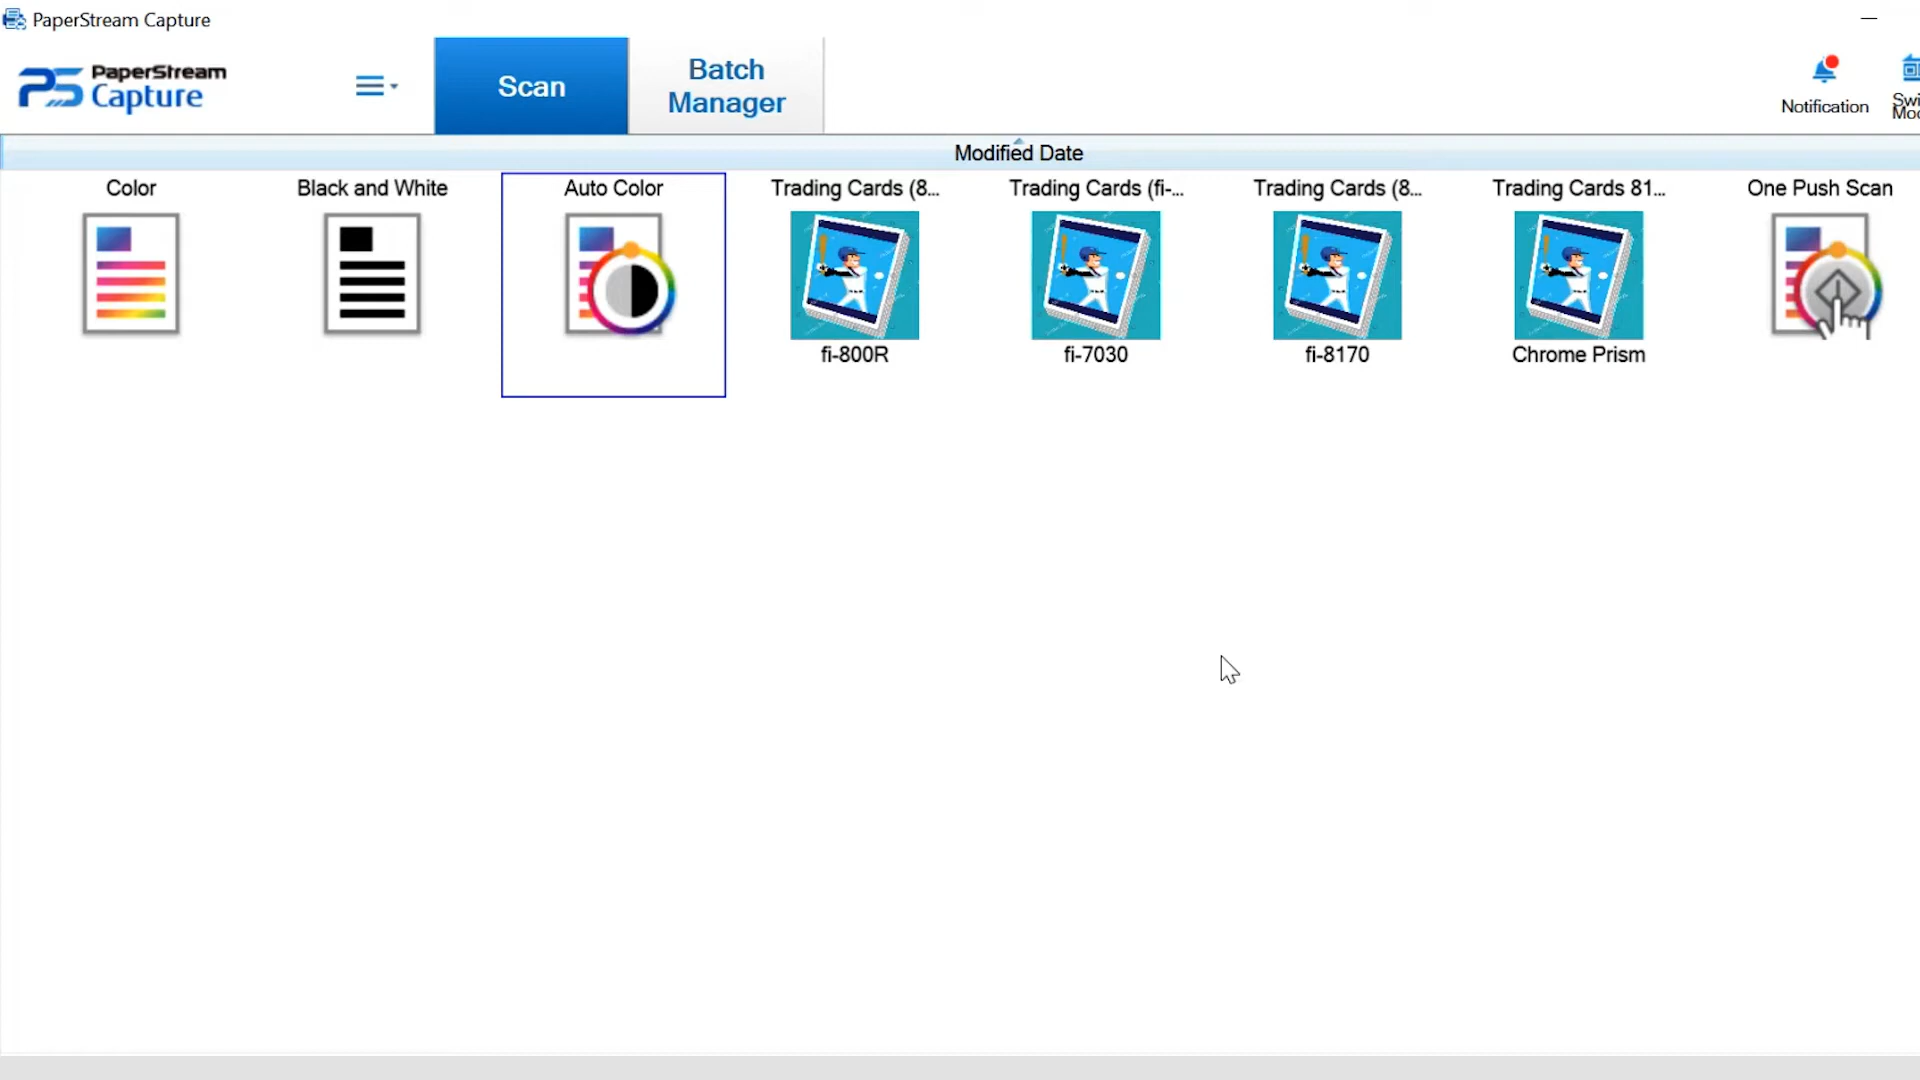 PaperStream Capture
PaperStream
Capture
Scan
Batch
Manager
Notification
Modified Date
Color
Black and White
Auto Color
Trading Cards (8...
Trading Cards (fi-...
Trading Cards (8...
Trading Cards 81...
One Push Scan
fi-800R
fi-7030
fi-8170
Chrome Prism